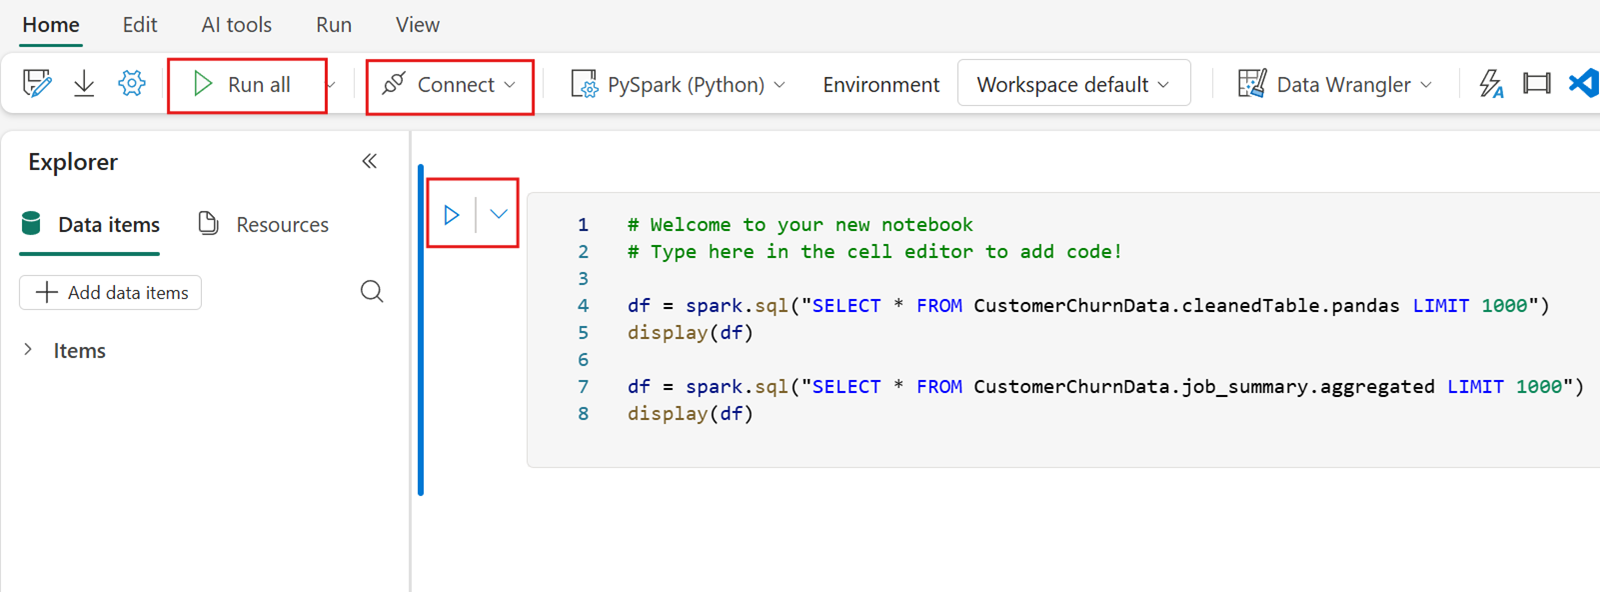 Home Edit AI tools Run View
Run all Connect PySpark (Python) Environment Workspace default Data Wrangler
Explorer
Data items Resources
Add data items
Items
1 # Welcome to your new notebook
2 # Type here in the cell editor to add code!
3
4 df = spark.sql("SELECT * FROM CustomerChurnData.cleanedTable.pandas LIMIT 1000")
5 display(df)
6
7 df = spark.sql("SELECT * FROM CustomerChurnData.job_summary.aggregated LIMIT 1000")
8 display(df)